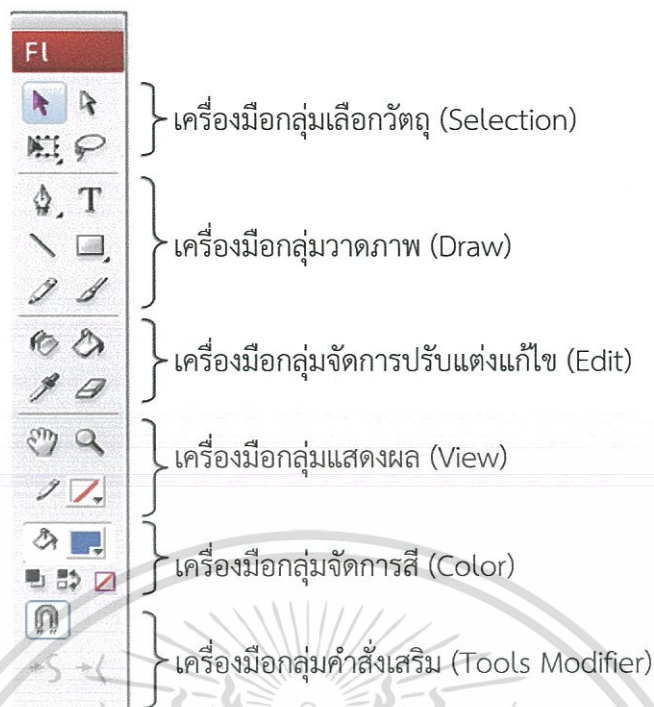 Fl
เครื่องมือกลุ่มเลือกวัตถุ (Selection)
T
เครื่องมือกลุ่มวาดภาพ (Draw)
เครื่องมือกลุ่มจัดการปรับแต่งแก้ไข (Edit)
เครื่องมือกลุ่มแสดงผล (View)
เครื่องมือกลุ่มจัดการสี (Color)
เครื่องมือกลุ่มคำสั่งเสริม (Tools Modifier)